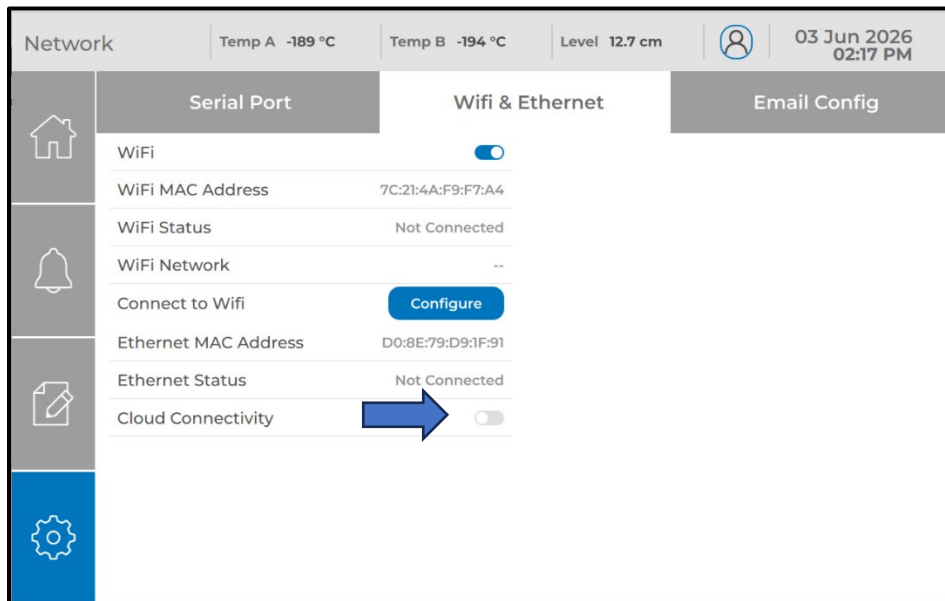 Network Temp A -189 °C Temp B -194 °C Level 12.7 cm 03 Jun 2026
02:17 PM
Serial Port Wifi & Ethernet Email Config
WiFi
WiFi MAC Address 7C:21:4A:F9:F7:A4
WiFi Status Not Connected
WiFi Network --
Connect to Wifi Configure
Ethernet MAC Address D0:8E:79:D9:1F:91
Ethernet Status Not Connected
Cloud Connectivity